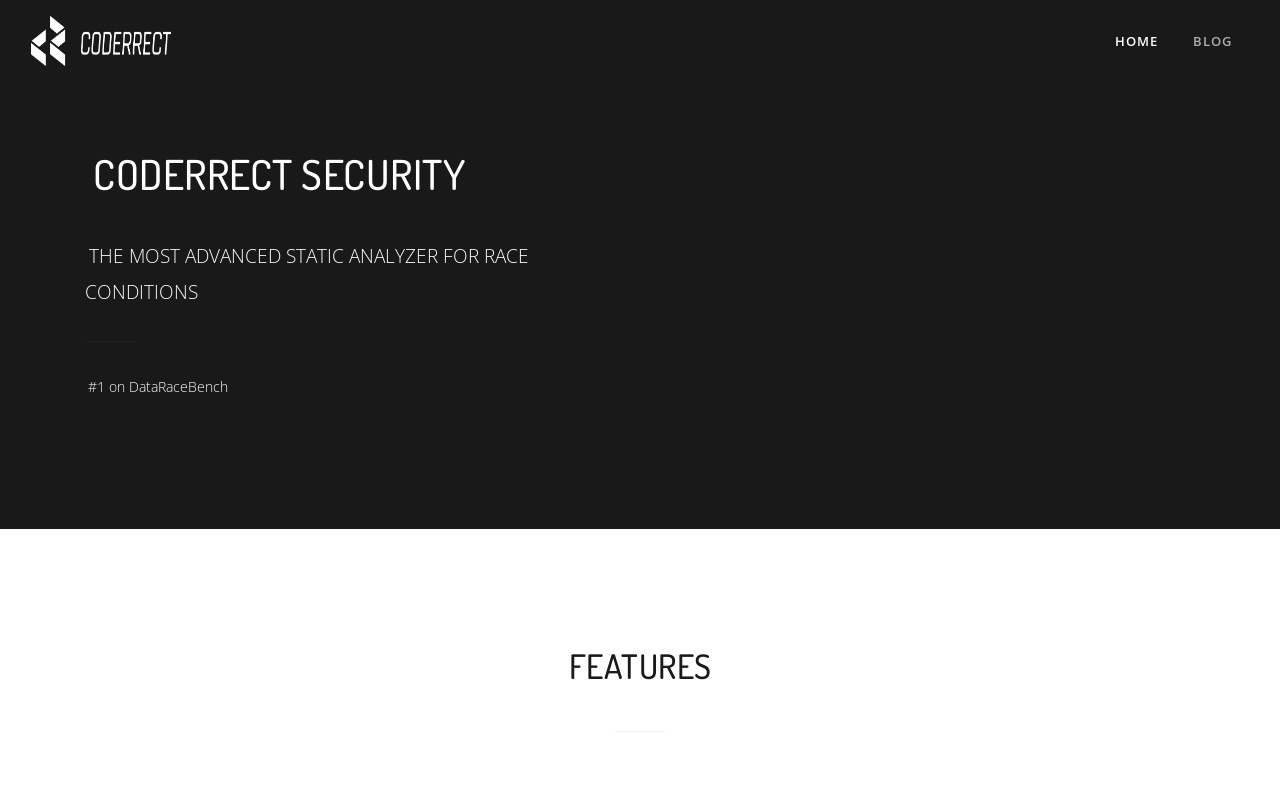 CODERRECT
HOME
BLOG
CODERRECT SECURITY
THE MOST ADVANCED STATIC ANALYZER FOR RACE
CONDITIONS
#1 on DataRaceBench
FEATURES